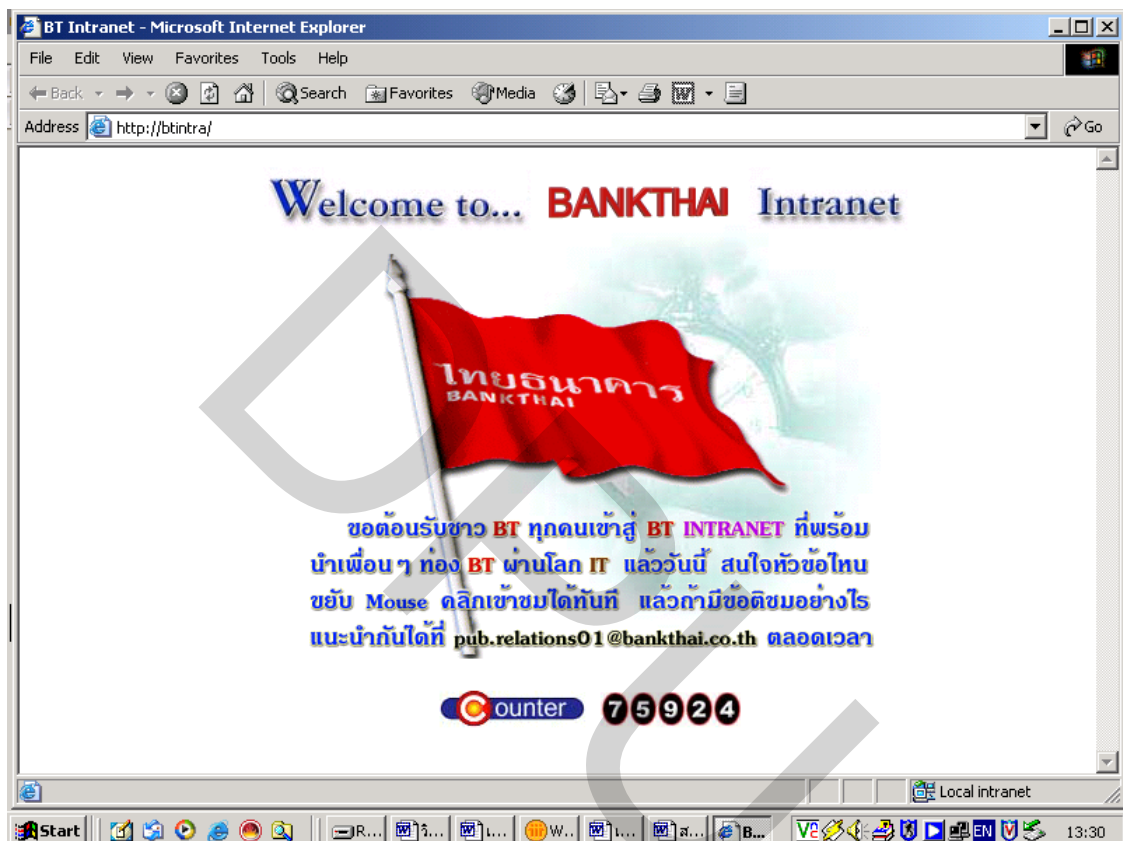 BT Intranet - Microsoft Internet Explorer
File Edit View Favorites Tools Help
Back Search Favorites Media
Address http://btintra/ Go
Welcome to... BANKTHAI Intranet
ไทยธนาคาร
BANKTHAI
ขอต้อนรับชาว BT ทุกคนเข้าสู่ BT INTRANET ที่พร้อม
นำเพื่อนๆ ท่อง BT ผ่านโลก IT แล้ววันนี้ สนใจหัวข้อไหน
ขยับ Mouse คลิกเข้าชมได้ทันที แล้วถ้ามีข้อติชมอย่างไร
แนะนำกันได้ที่ pub.relations01@bankthai.co.th ตลอดเวลา
Counter 75924
Local intranet
Start R... ร... เ... W... เ... ส... B... EN 13:30